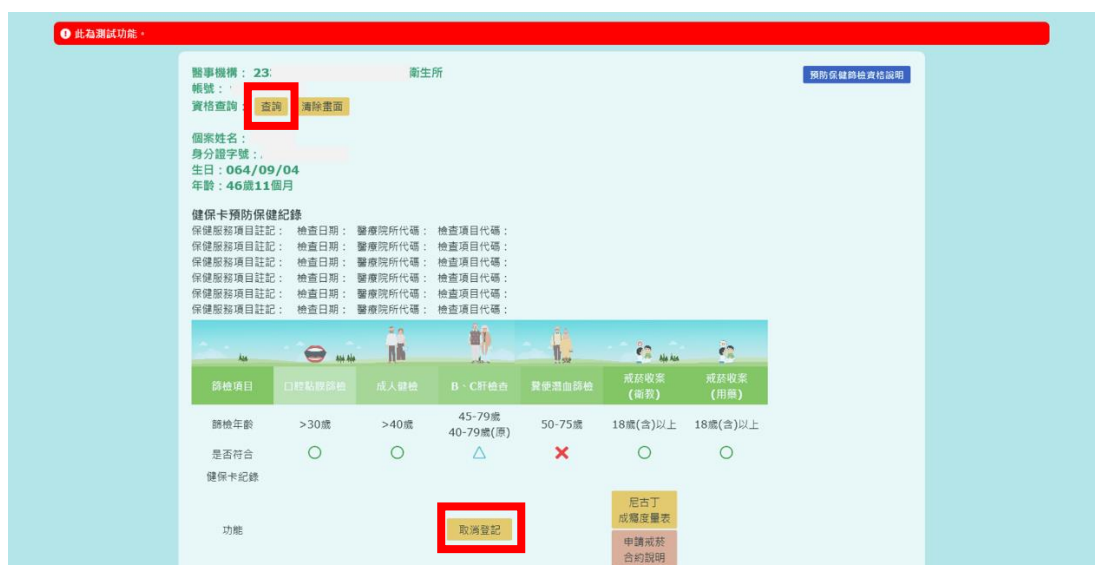 此為測試功能。
醫事機構： 23 衛生所 預防保健篩檢資格說明
帳號：
資格查詢： 查詢 清除畫面
個案姓名：
身分證字號：
生日：064/09/04
年齡：46歲11個月
健保卡預防保健紀錄
保健服務項目註記： 檢查日期： 醫療院所代碼： 檢查項目代碼：
保健服務項目註記： 檢查日期： 醫療院所代碼： 檢查項目代碼：
保健服務項目註記： 檢查日期： 醫療院所代碼： 檢查項目代碼：
保健服務項目註記： 檢查日期： 醫療院所代碼： 檢查項目代碼：
保健服務項目註記： 檢查日期： 醫療院所代碼： 檢查項目代碼：
保健服務項目註記： 檢查日期： 醫療院所代碼： 檢查項目代碼：
篩檢項目 口腔黏膜篩檢 成人健檢 B、C肝檢查 糞便潛血篩檢 戒菸收案 戒菸收案
(衛教) (用藥)
篩檢年齡 >30歲 >40歲 45-79歲 50-75歲 18歲(含)以上 18歲(含)以上
40-79歲(原)
是否符合 ○ ○ △ ✕ ○ ○
健保卡紀錄
功能 取消登記 尼古丁
成癮度量表
申請戒菸
合約說明